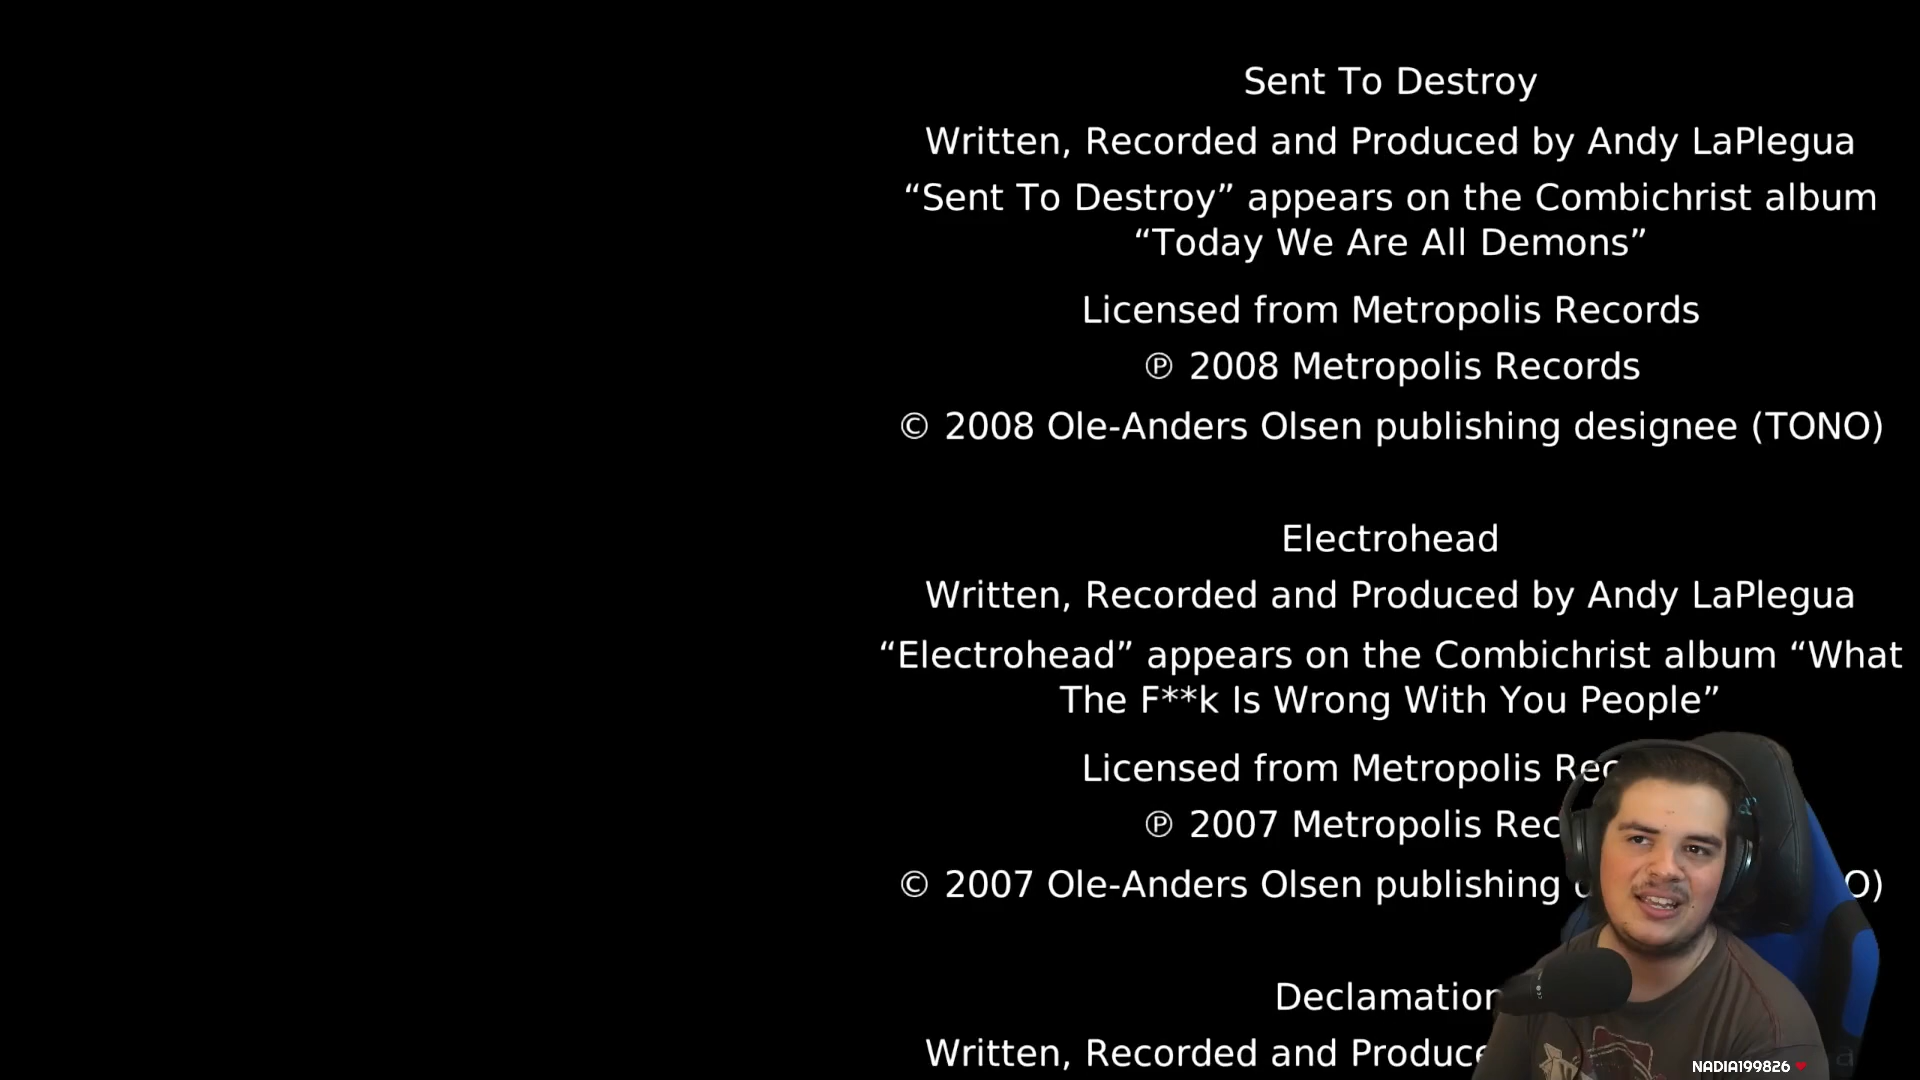 Sent To Destroy
Written, Recorded and Produced by Andy LaPlegua
“Sent To Destroy” appears on the Combichrist album
“Today We Are All Demons”
Licensed from Metropolis Records
℗ 2008 Metropolis Records
© 2008 Ole-Anders Olsen publishing designee (TONO)
Electrohead
Written, Recorded and Produced by Andy LaPlegua
“Electrohead” appears on the Combichrist album “What
The F**k Is Wrong With You People”
Licensed from Metropolis
℗ 2007 Metropolis
© 2007 Ole-Anders Olsen publishing
Declamation
Written, Recorded and
NADIA199826 ♥